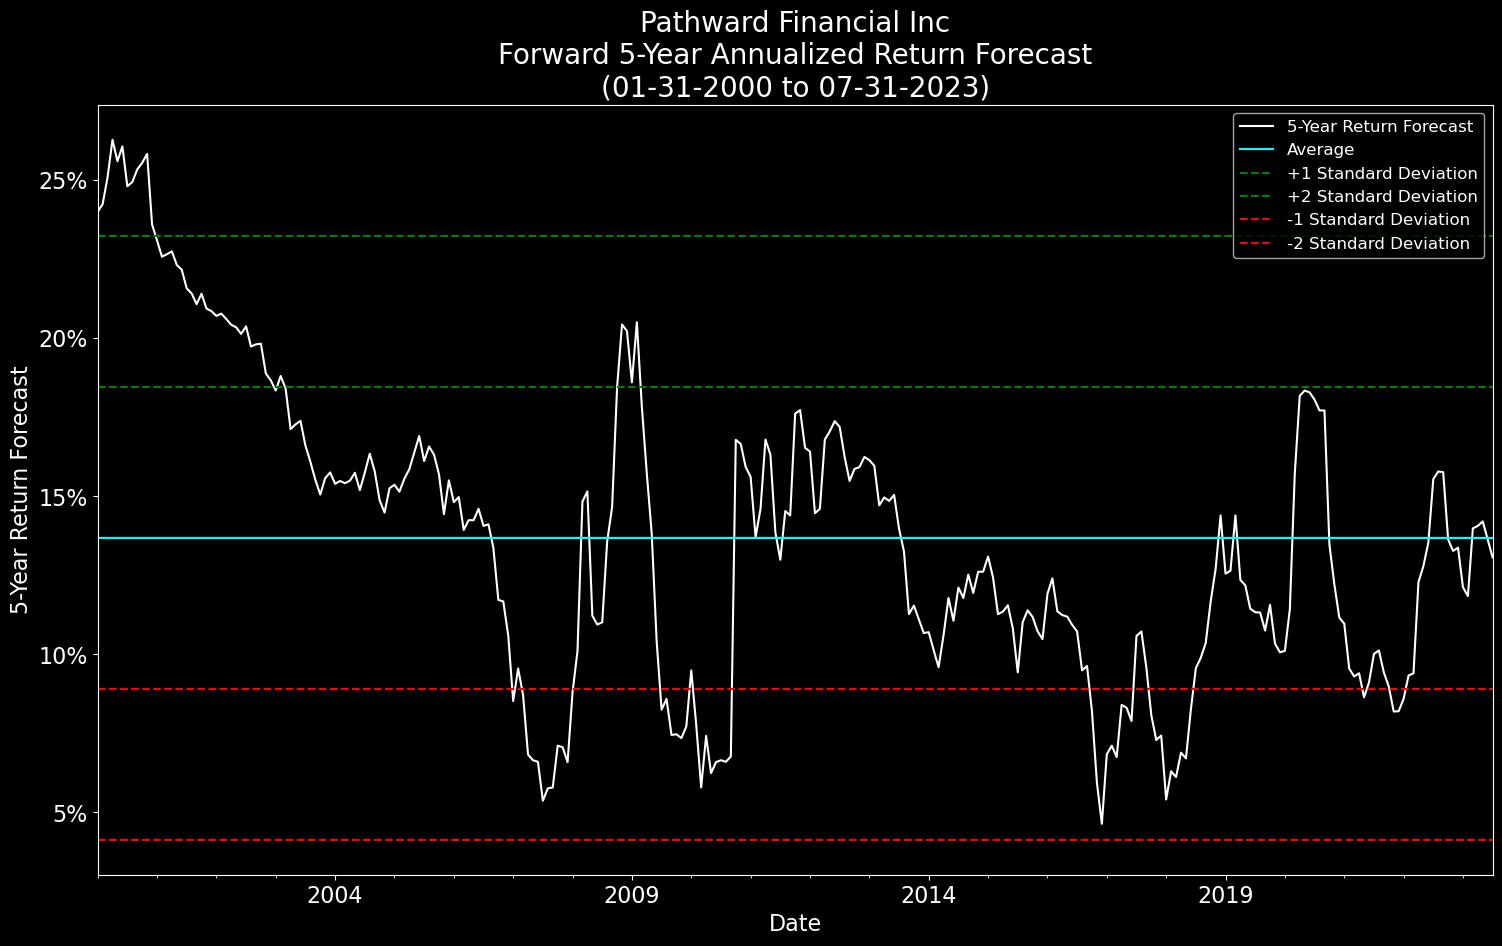 Pathward Financial Inc
Forward 5-Year Annualized Return Forecast
(01-31-2000 to 07-31-2023)
5-Year Return Forecast
Average
+1 Standard Deviation
+2 Standard Deviation
-1 Standard Deviation
-2 Standard Deviation
25%
20%
15%
10%
5%
5-Year Return Forecast
2004
2009
2014
2019
Date